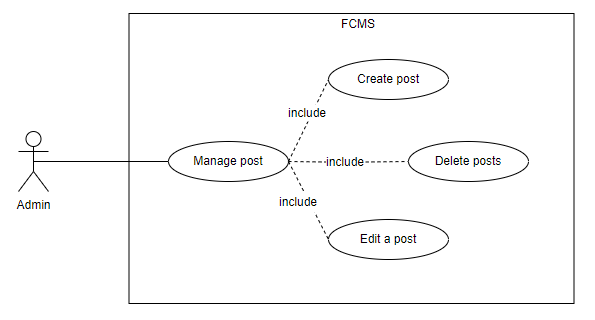 FCMS
Create post
include
Manage post
include
Delete posts
Admin
include
Edit a post